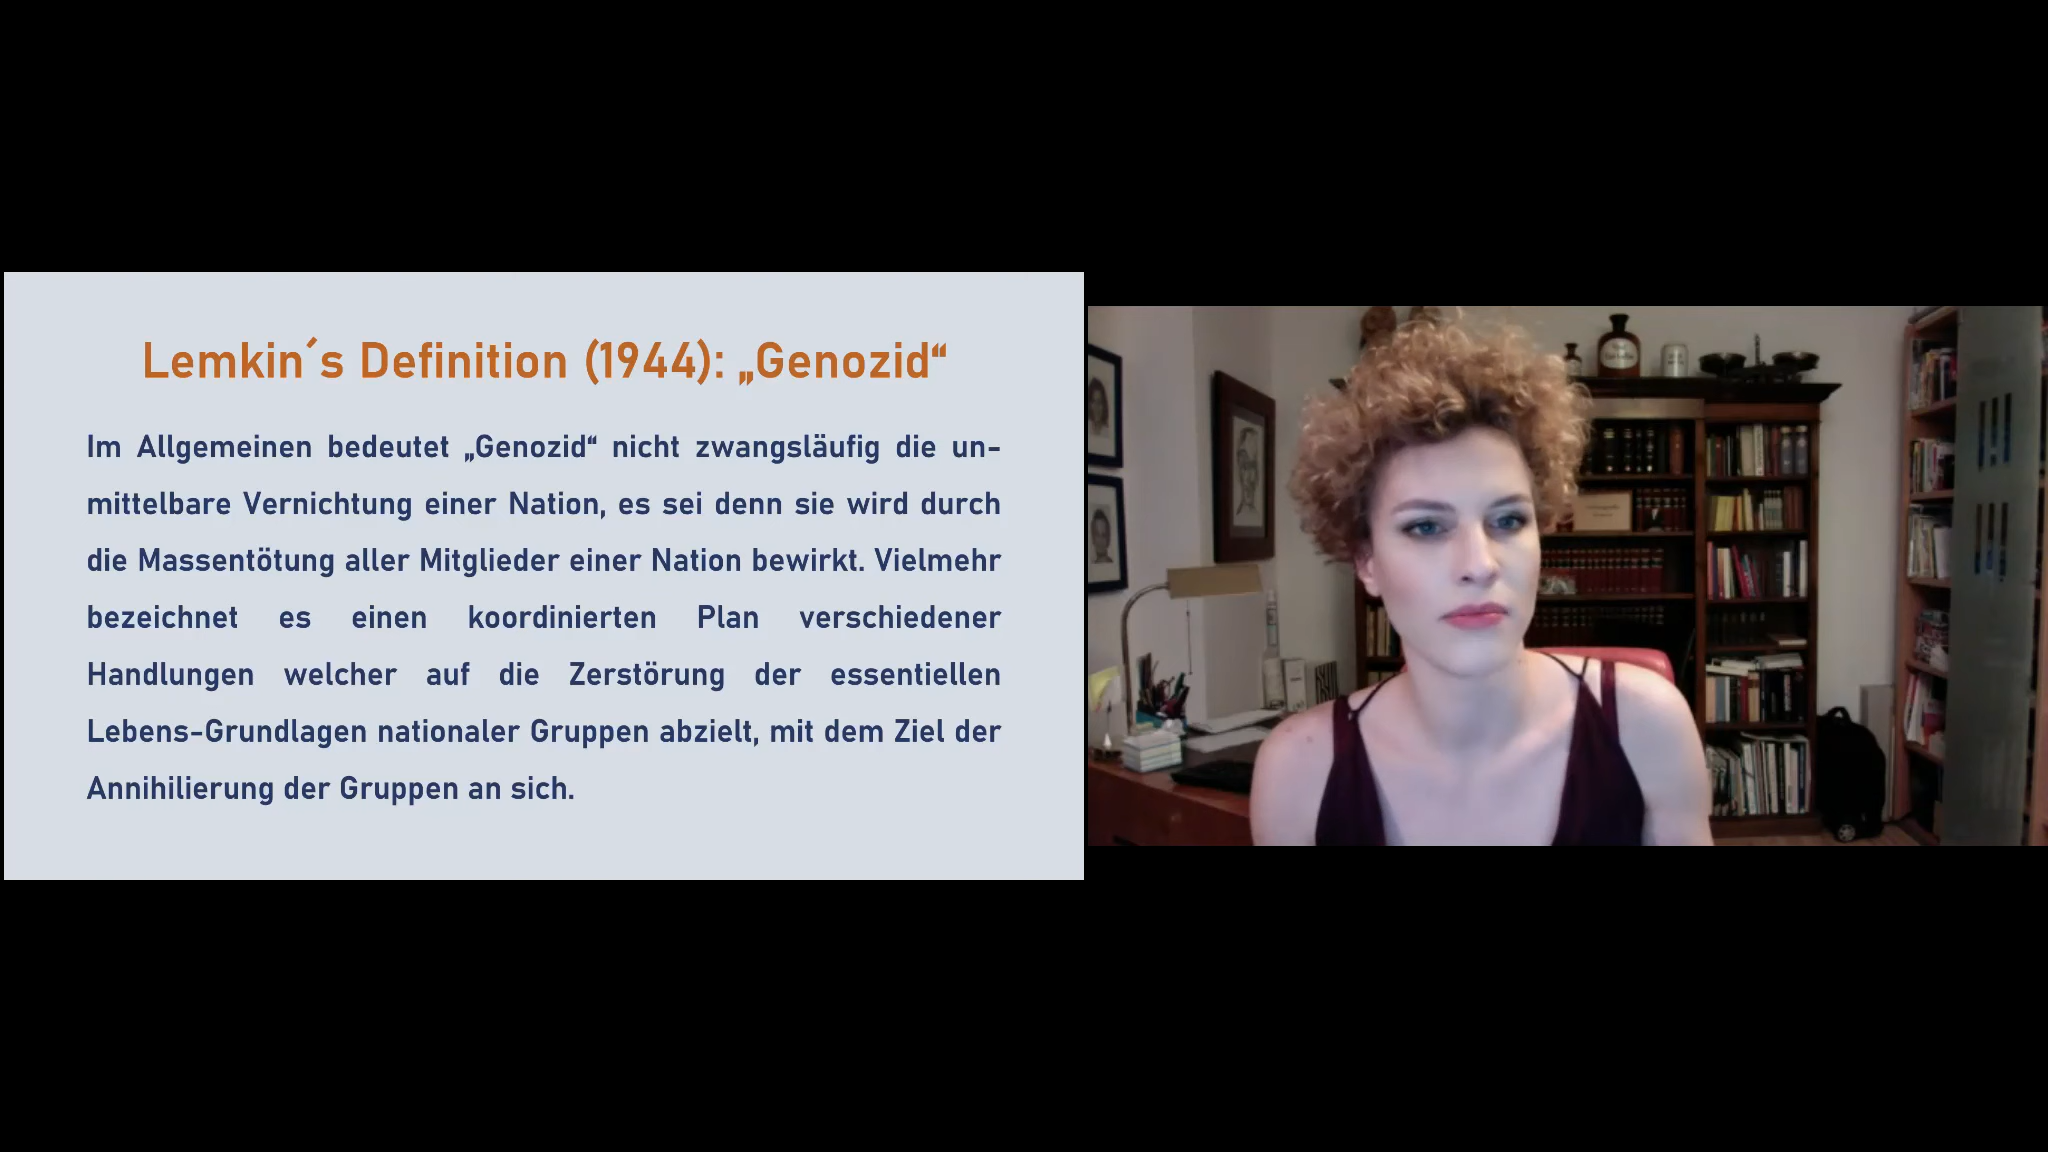 Lemkin´s Definition (1944): „Genozid“
Im Allgemeinen bedeutet „Genozid“ nicht zwangsläufig die un-
mittelbare Vernichtung einer Nation, es sei denn sie wird durch
die Massentötung aller Mitglieder einer Nation bewirkt. Vielmehr
bezeichnet es einen koordinierten Plan verschiedener
Handlungen welcher auf die Zerstörung der essentiellen
Lebens-Grundlagen nationaler Gruppen abzielt, mit dem Ziel der
Annihilierung der Gruppen an sich.